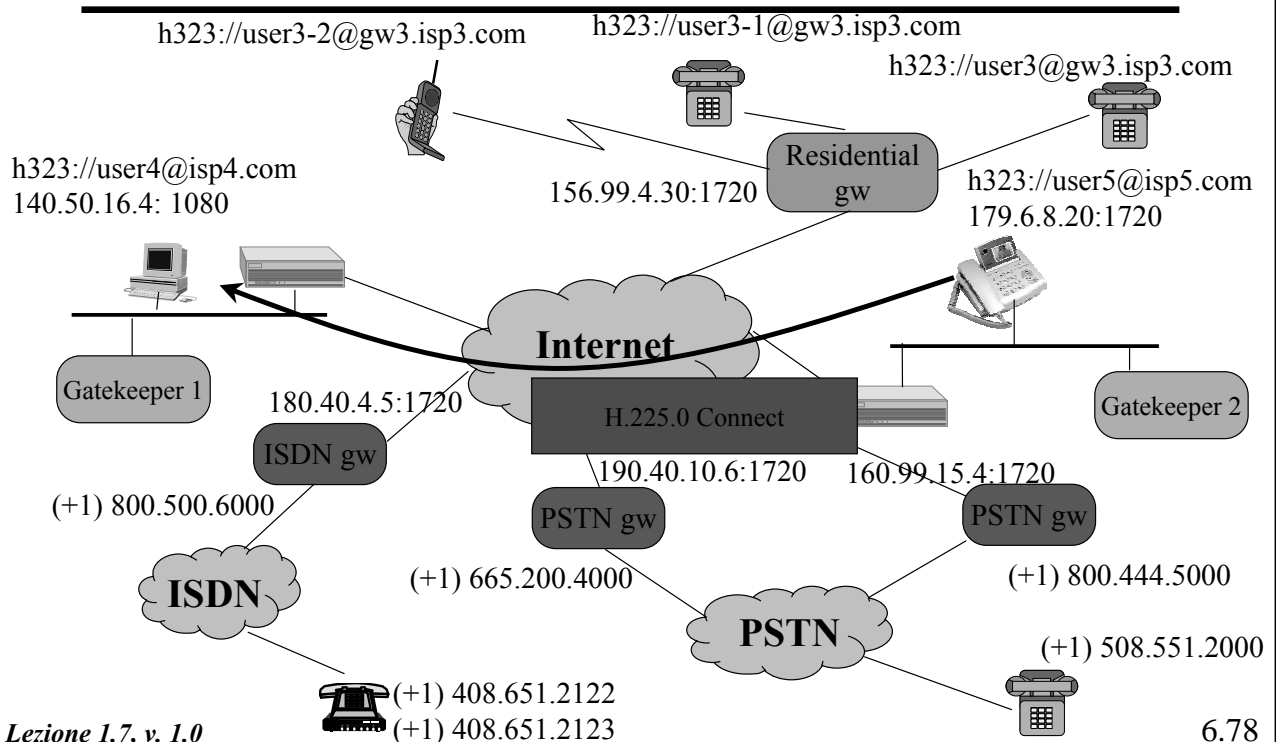 h323://user3-2@gw3.isp3.com
h323://user3-1@gw3.isp3.com
h323://user3@gw3.isp3.com
h323://user4@isp4.com
140.50.16.4: 1080
156.99.4.30:1720
Residential
gw
h323://user5@isp5.com
179.6.8.20:1720
Internet
Gatekeeper 1
180.40.4.5:1720
H.225.0 Connect
Gatekeeper 2
ISDN gw
190.40.10.6:1720
160.99.15.4:1720
(+1) 800.500.6000
PSTN gw
PSTN gw
(+1) 665.200.4000
(+1) 800.444.5000
ISDN
PSTN
(+1) 508.551.2000
(+1) 408.651.2122
(+1) 408.651.2123
Lezione 1.7, v. 1.0
6.78